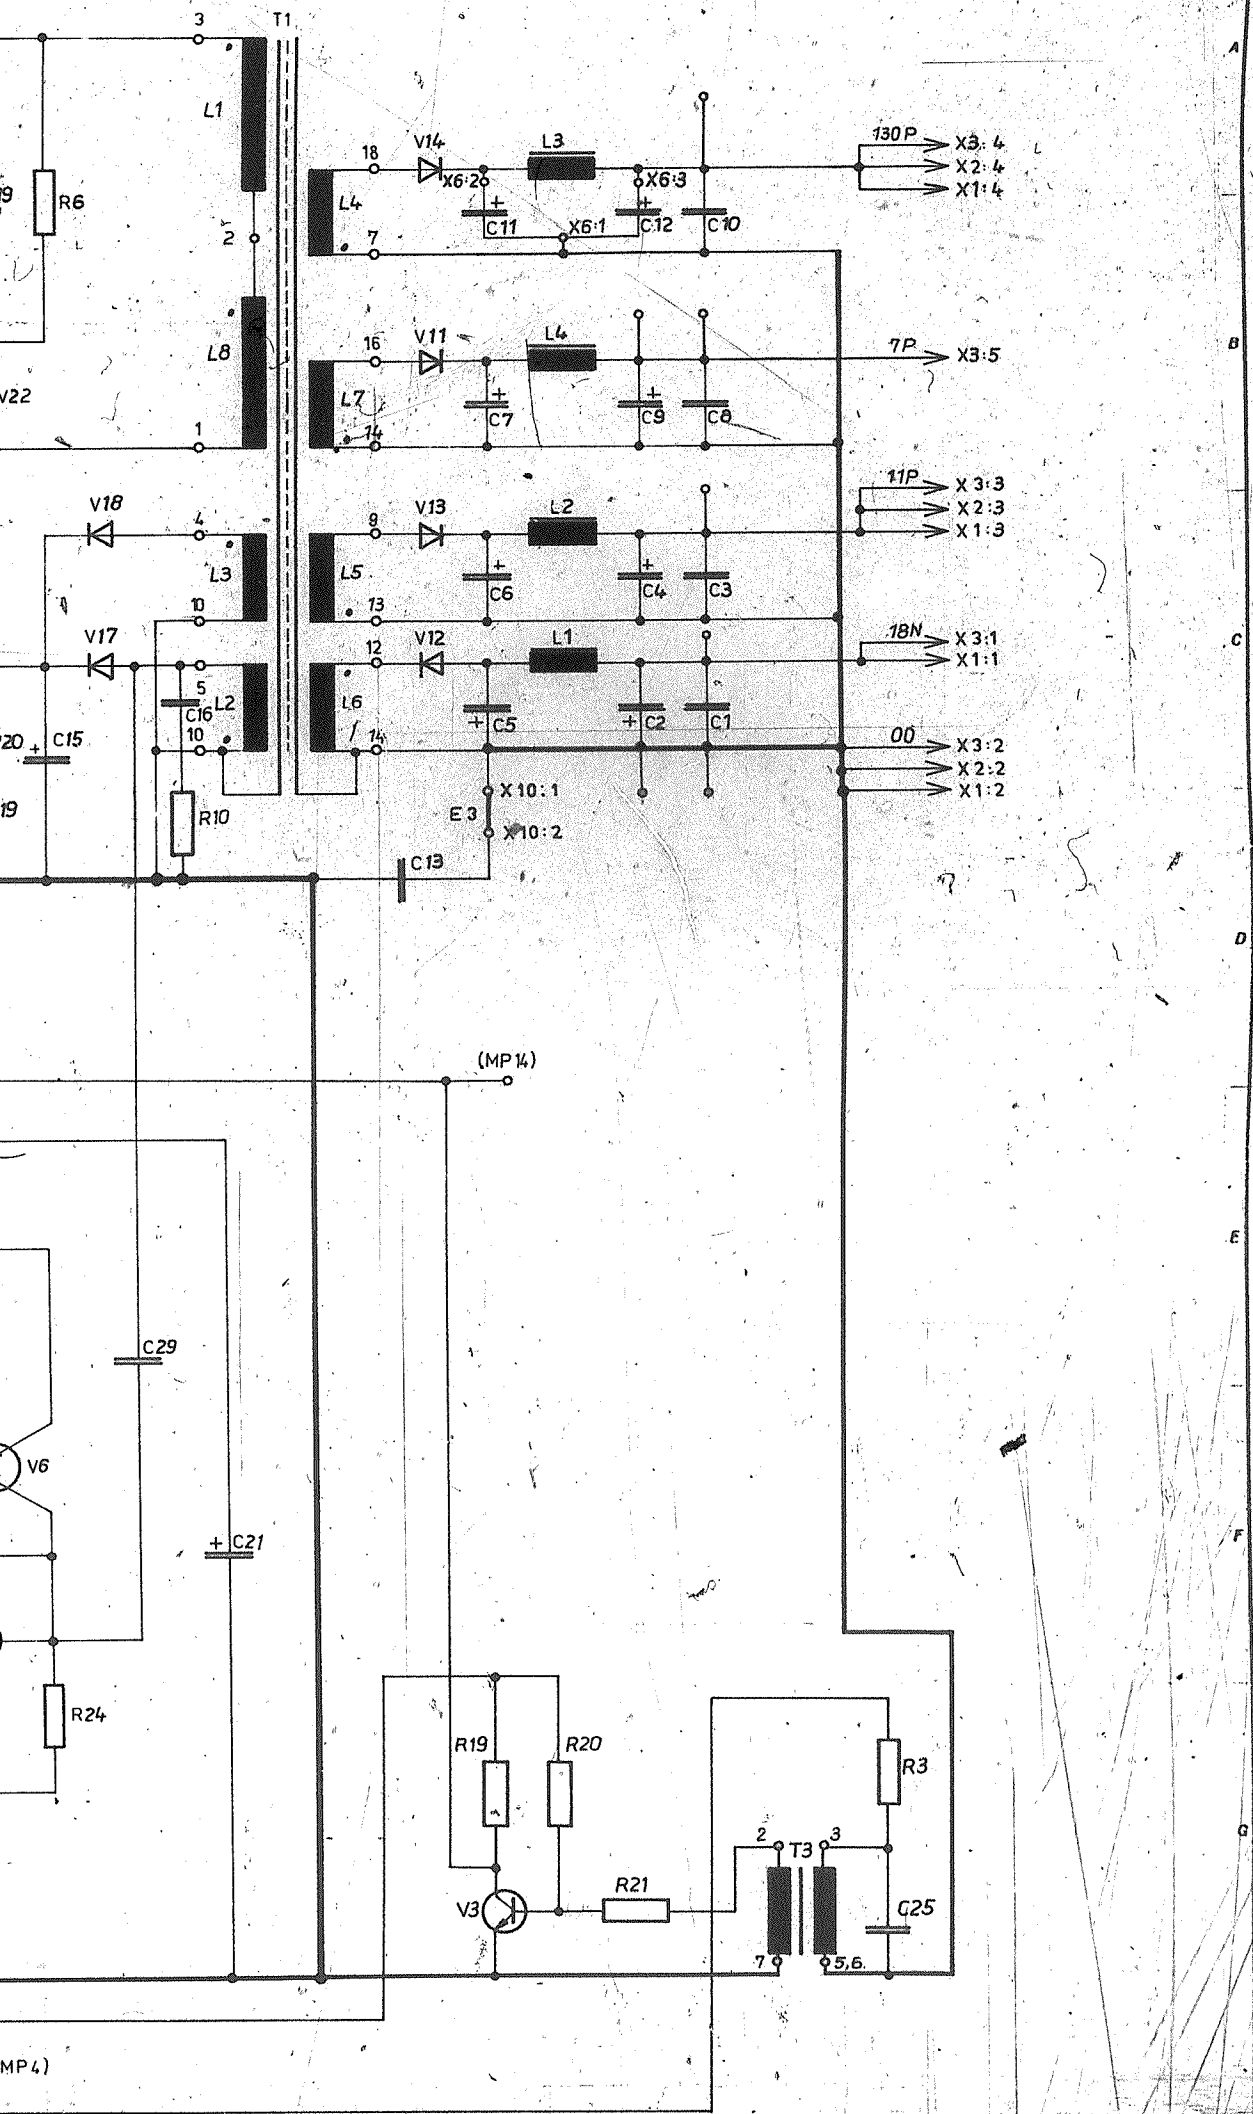 3 T1
A
L1
V14 L3 130P X3:4
18 X2:4
X6:2 X6:3 X1:4
R6 L4 + +
C11 X6:1 C12 C10
2 7
V11 L4
16 7P X3:5
B
L8
L7 + +
C7 C9 C8
V22
1 14
11P X3:3
V18 V13 L2 X2:3
4 9 X1:3
L3 L5 + +
C6 C4 C3
10 13
V17 12 V12 L1 18N X3:1
C
X1:1
5
C16 L2 L6
+ C5 + C2 C1
+ C15
10 14 00 X3:2
X2:2
X10:1 X1:2
19 R10 E3
X10:2
C13
D
(MP14)
E
C29
V6
+ C21
F
R24
R19 R20
R3
2 T3 3
G
R21
V3 C25
7 5,6.
MP4)